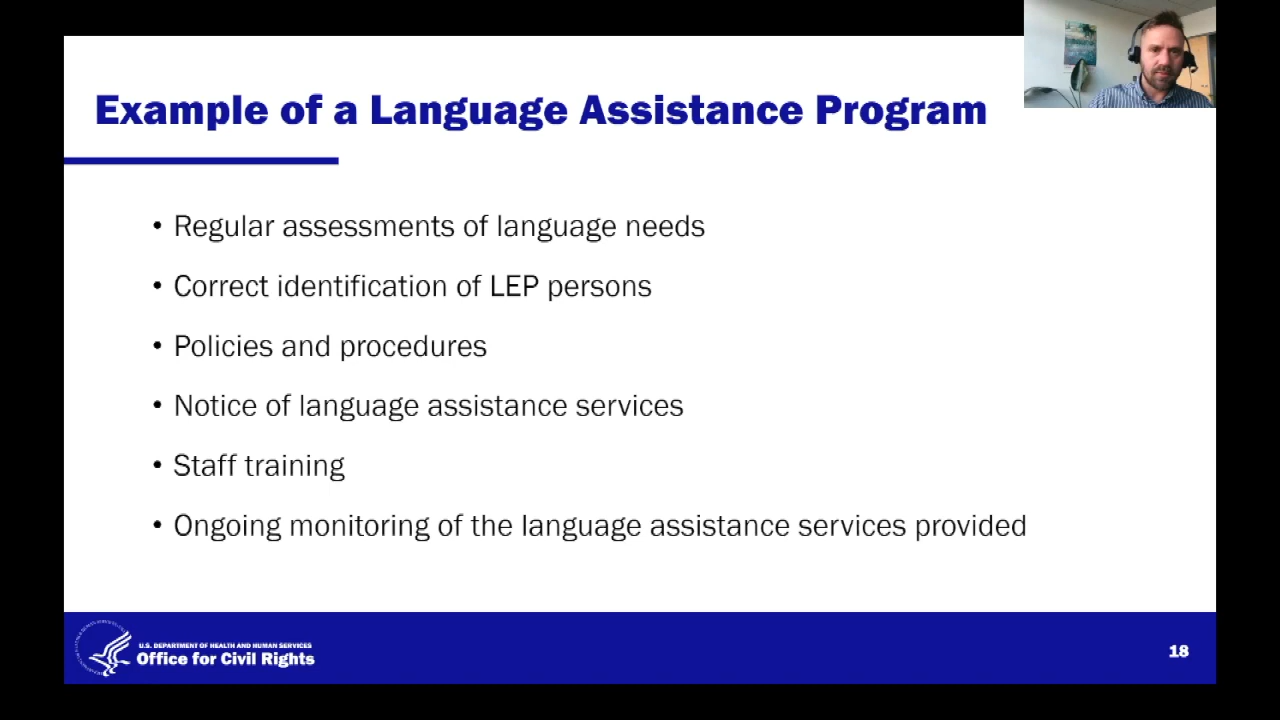 Example of a Language Assistance Program
• Regular assessments of language needs
• Correct identification of LEP persons
• Policies and procedures
• Notice of language assistance services
• Staff training
• Ongoing monitoring of the language assistance services provided
U.S. DEPARTMENT OF HEALTH AND HUMAN SERVICES
Office for Civil Rights
18